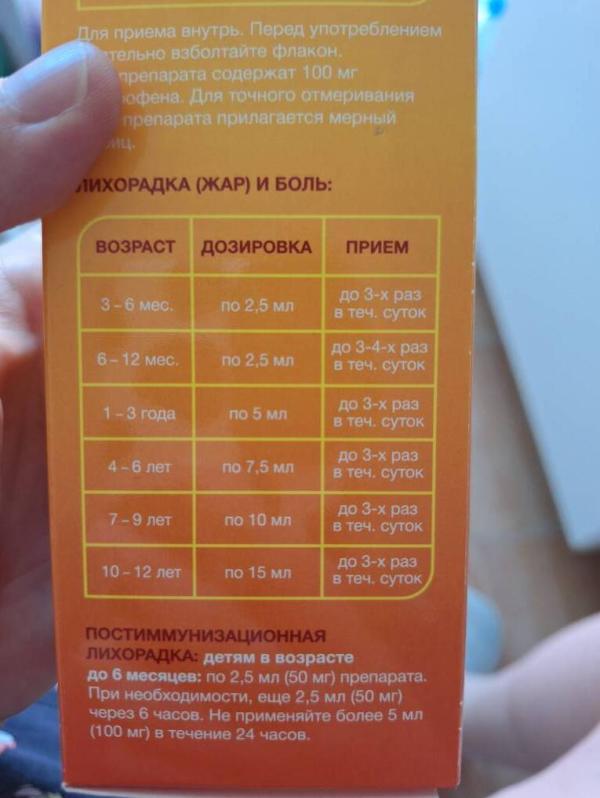 Для приема внутрь. Перед употреблением
взболтайте флакон.
препарата содержат 100 мг
Для точного отмеривания
препарата прилагается мерный
ЛИХОРАДКА (ЖАР) И БОЛЬ:
ВОЗРАСТ ДОЗИРОВКА ПРИЕМ
3 – 6 мес. по 2,5 мл до 3-х раз
в теч. суток
6 – 12 мес. по 2,5 мл до 3-4-х раз
в теч. суток
1 – 3 года по 5 мл до 3-х раз
в теч. суток
4 – 6 лет по 7,5 мл до 3-х раз
в теч. суток
7 – 9 лет по 10 мл до 3-х раз
в теч. суток
10 – 12 лет по 15 мл до 3-х раз
в теч. суток
ПОСТИММУНИЗАЦИОННАЯ
ЛИХОРАДКА: детям в возрасте
до 6 месяцев: по 2,5 мл (50 мг) препарата.
При необходимости, еще 2,5 мл (50 мг)
через 6 часов. Не применяйте более 5 мл
(100 мг) в течение 24 часов.